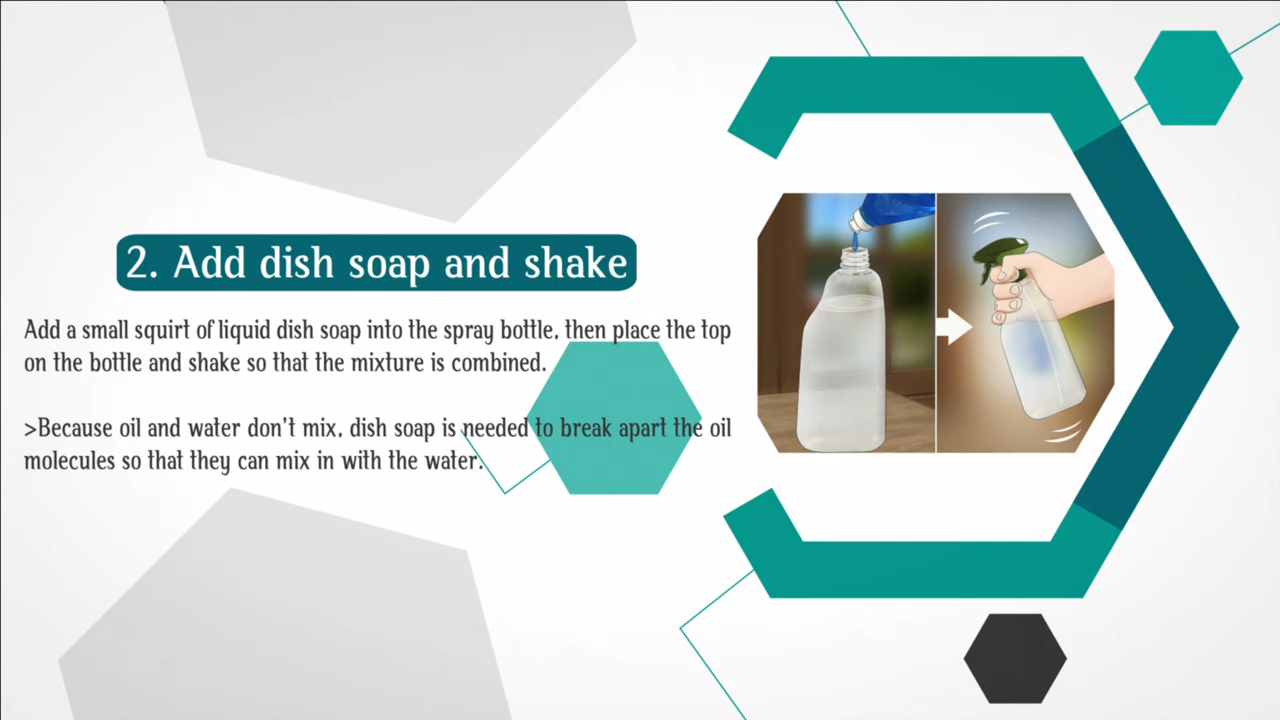 2. Add dish soap and shake
Add a small squirt of liquid dish soap into the spray bottle, then place the top
on the bottle and shake so that the mixture is combined.
>Because oil and water don't mix, dish soap is needed to break apart the oil
molecules so that they can mix in with the water.